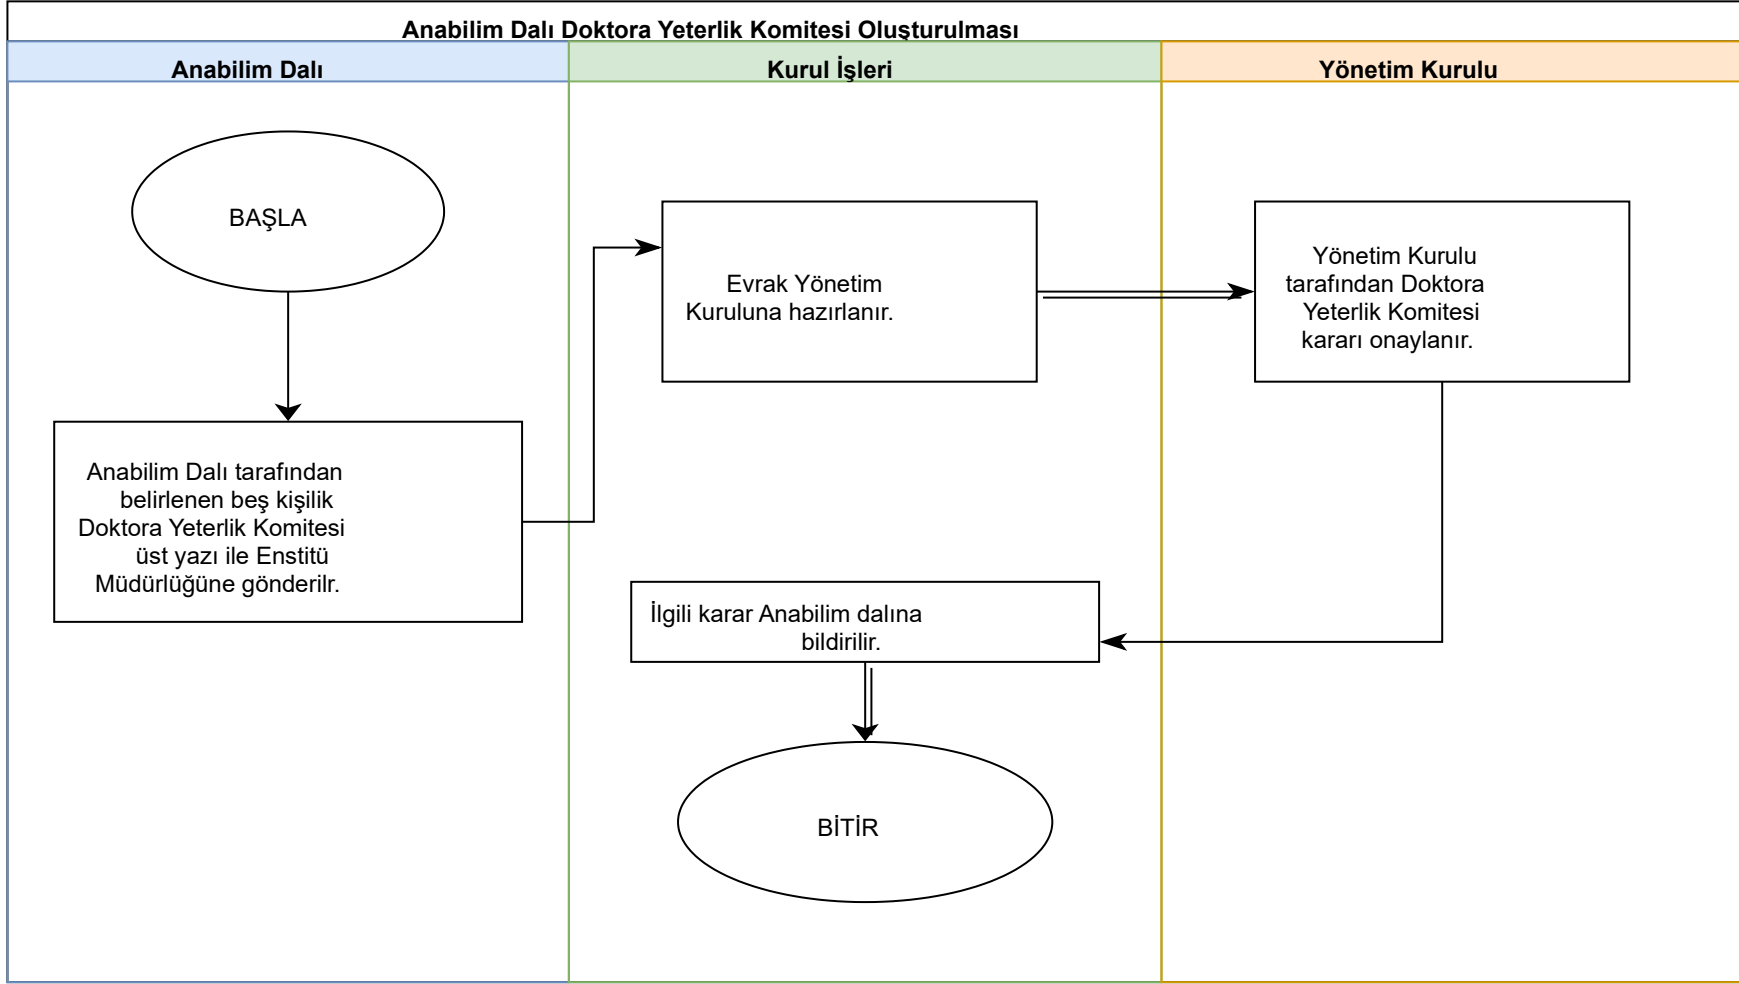 Anabilim Dalı Doktora Yeterlik Komitesi Oluşturulması
Anabilim Dalı
Kurul İşleri
Yönetim Kurulu
BAŞLA
Anabilim Dalı tarafından
belirlenen beş kişilik
Doktora Yeterlik Komitesi
üst yazı ile Enstitü
Müdürlüğüne gönderilr.
Evrak Yönetim
Kuruluna hazırlanır.
Yönetim Kurulu
tarafından Doktora
Yeterlik Komitesi
kararı onaylanır.
İlgili karar Anabilim dalına
bildirilir.
BİTİR